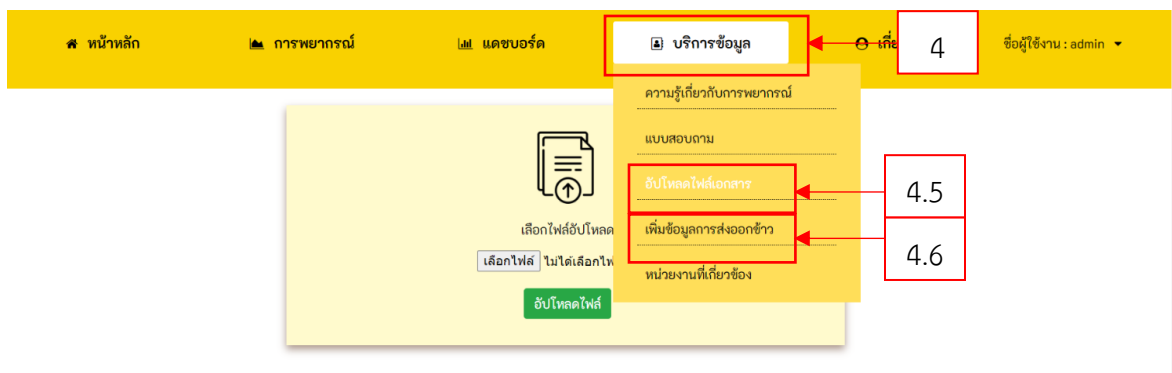 หน้าหลัก การพยากรณ์ แดชบอร์ด บริการข้อมูล 4 ชื่อผู้ใช้งาน : admin
ความรู้เกี่ยวกับการพยากรณ์
แบบสอบถาม
อัปโหลดไฟล์เอกสาร 4.5
เลือกไฟล์อัปโหลด เพิ่มข้อมูลการส่งออกข้าว
เลือกไฟล์ 4.6
หน่วยงานที่เกี่ยวข้อง
อัปโหลดไฟล์